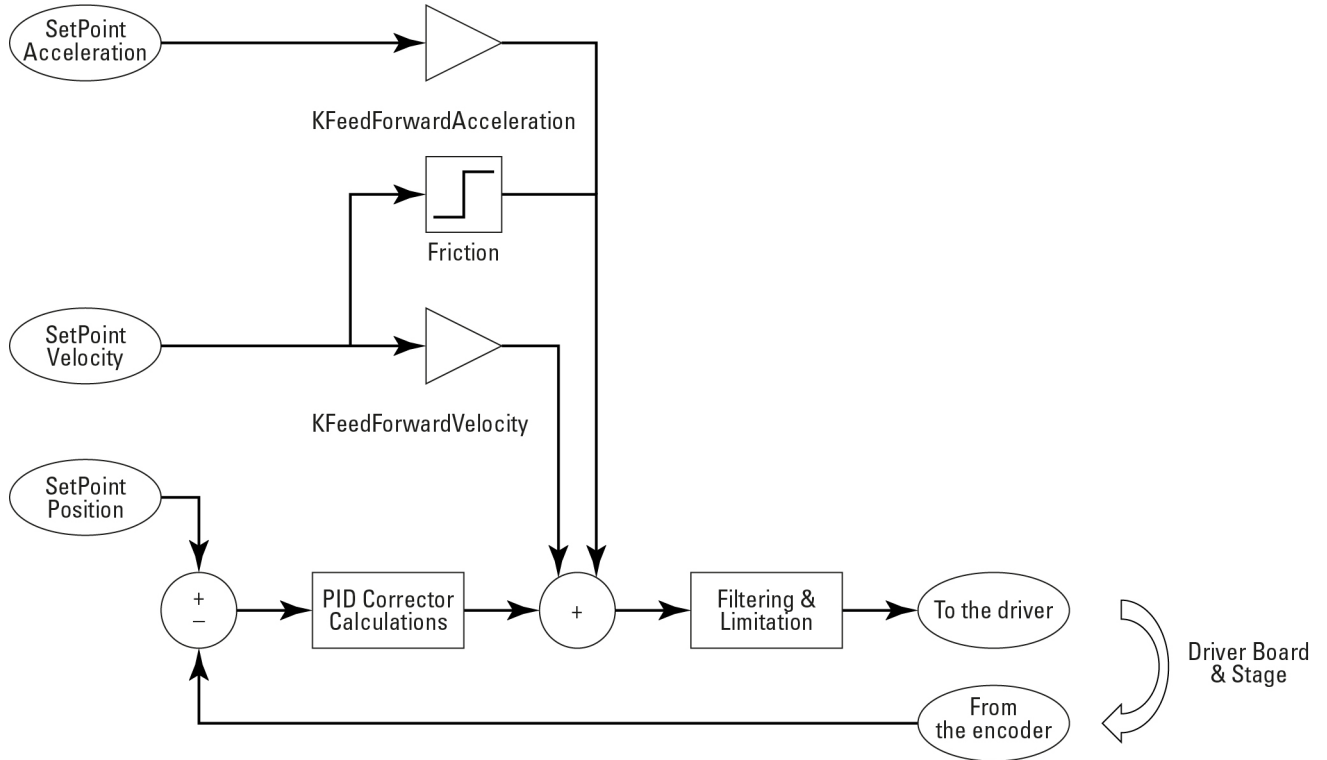 SetPoint
Acceleration
KFeedForwardAcceleration
Friction
SetPoint
Velocity
KFeedForwardVelocity
SetPoint
Position
+
–
PID Corrector
Calculations
+
Filtering &
Limitation
To the driver
Driver Board
& Stage
From
the encoder